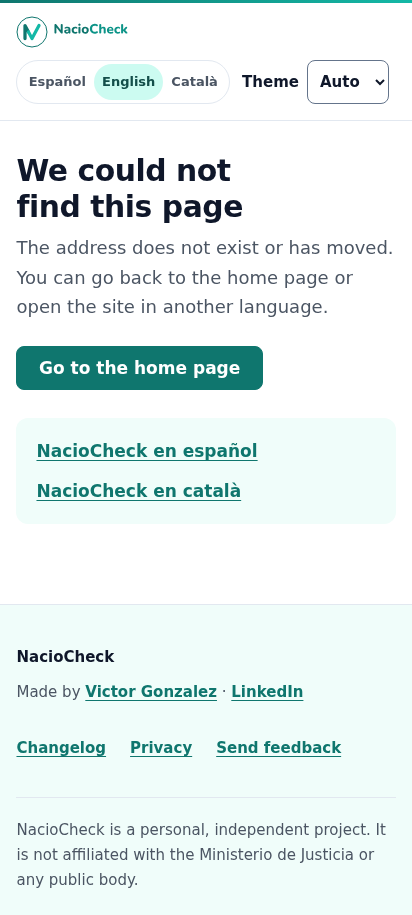 NacioCheck
Español English Català Theme Auto
We could not
find this page
The address does not exist or has moved.
You can go back to the home page or
open the site in another language.
Go to the home page
NacioCheck en español
NacioCheck en català
NacioCheck
Made by Victor Gonzalez · LinkedIn
Changelog Privacy Send feedback
NacioCheck is a personal, independent project. It
is not affiliated with the Ministerio de Justicia or
any public body.